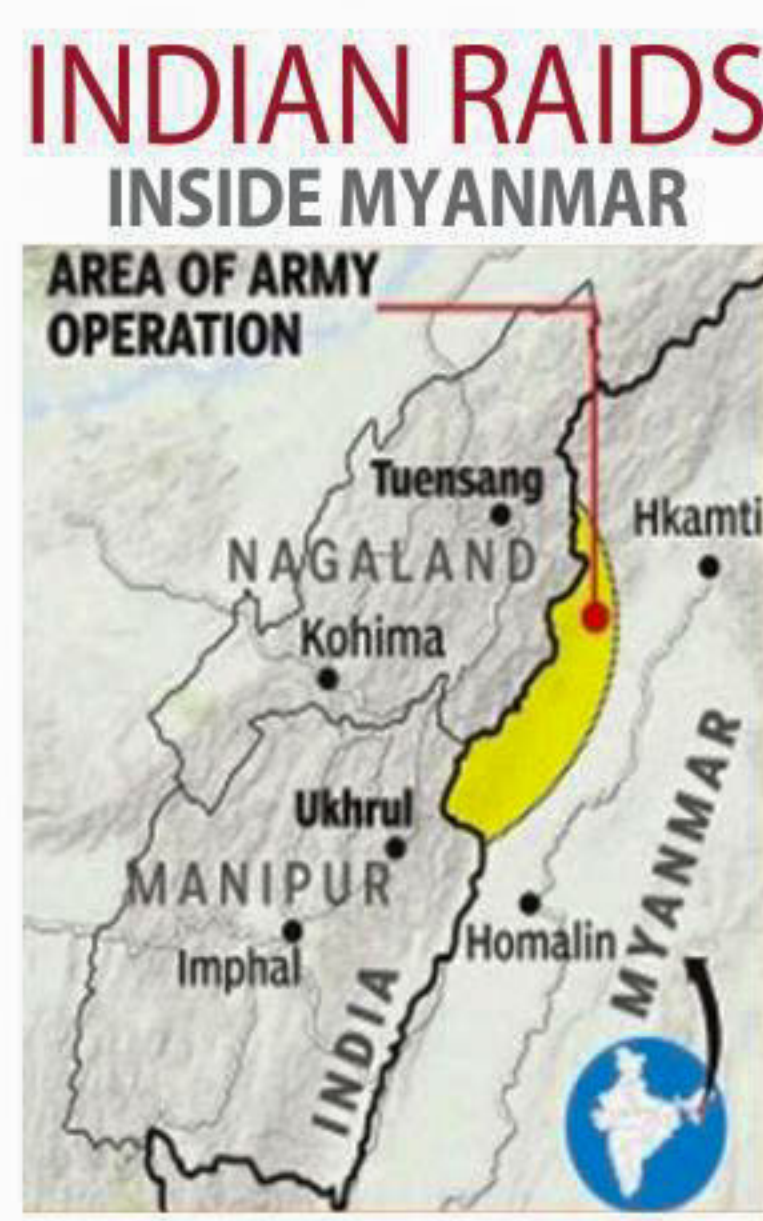 INDIAN RAIDS
INSIDE MYANMAR
AREA OF ARMY
OPERATION
Tuensang
Hkamti
NAGALAND
Kohima
Ukhrul
MANIPUR
Homalin
Imphal
MYANMAR
INDIA